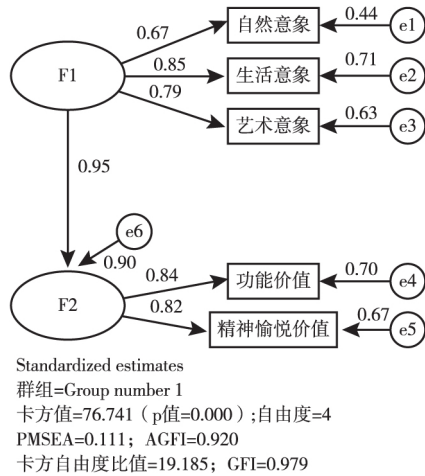 0.67
自然意象
0.44
e1
F1
0.85
生活意象
0.71
e2
0.79
艺术意象
0.63
e3
0.95
e6
0.90
F2
0.84
功能价值
0.70
e4
0.82
精神愉悦价值
0.67
e5
Standardized estimates
群组=Group number 1
卡方值=76.741（p值=0.000）;自由度=4
PMSEA=0.111；AGFI=0.920
卡方自由度比值=19.185；GFI=0.979